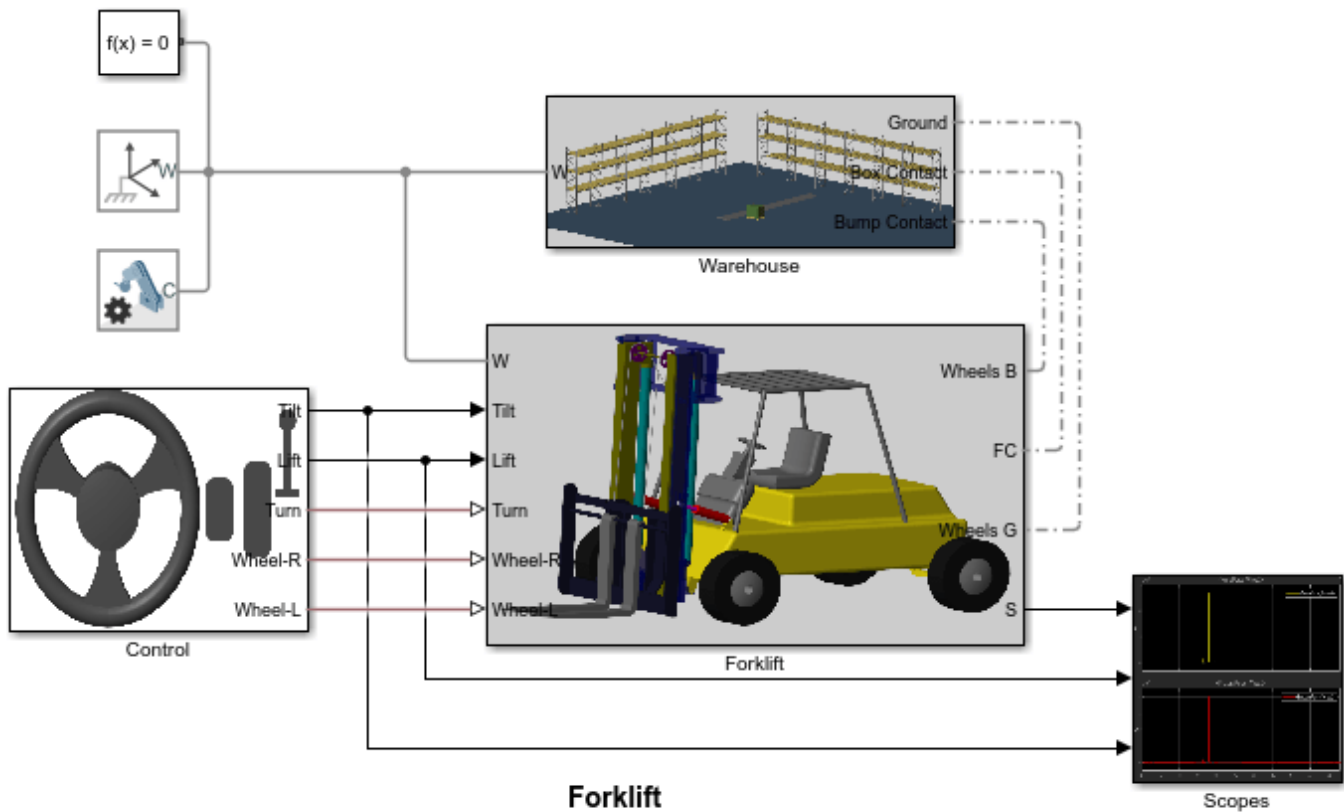 f(x) = 0
W
C
W
Ground
Box Contact
Bump Contact
Warehouse
Tilt
Lift
Turn
Wheel-R
Wheel-L
Control
W
Tilt
Lift
Turn
Wheel-R
Wheel-L
Wheels B
FC
Wheels G
S
Forklift
Scopes
Forklift